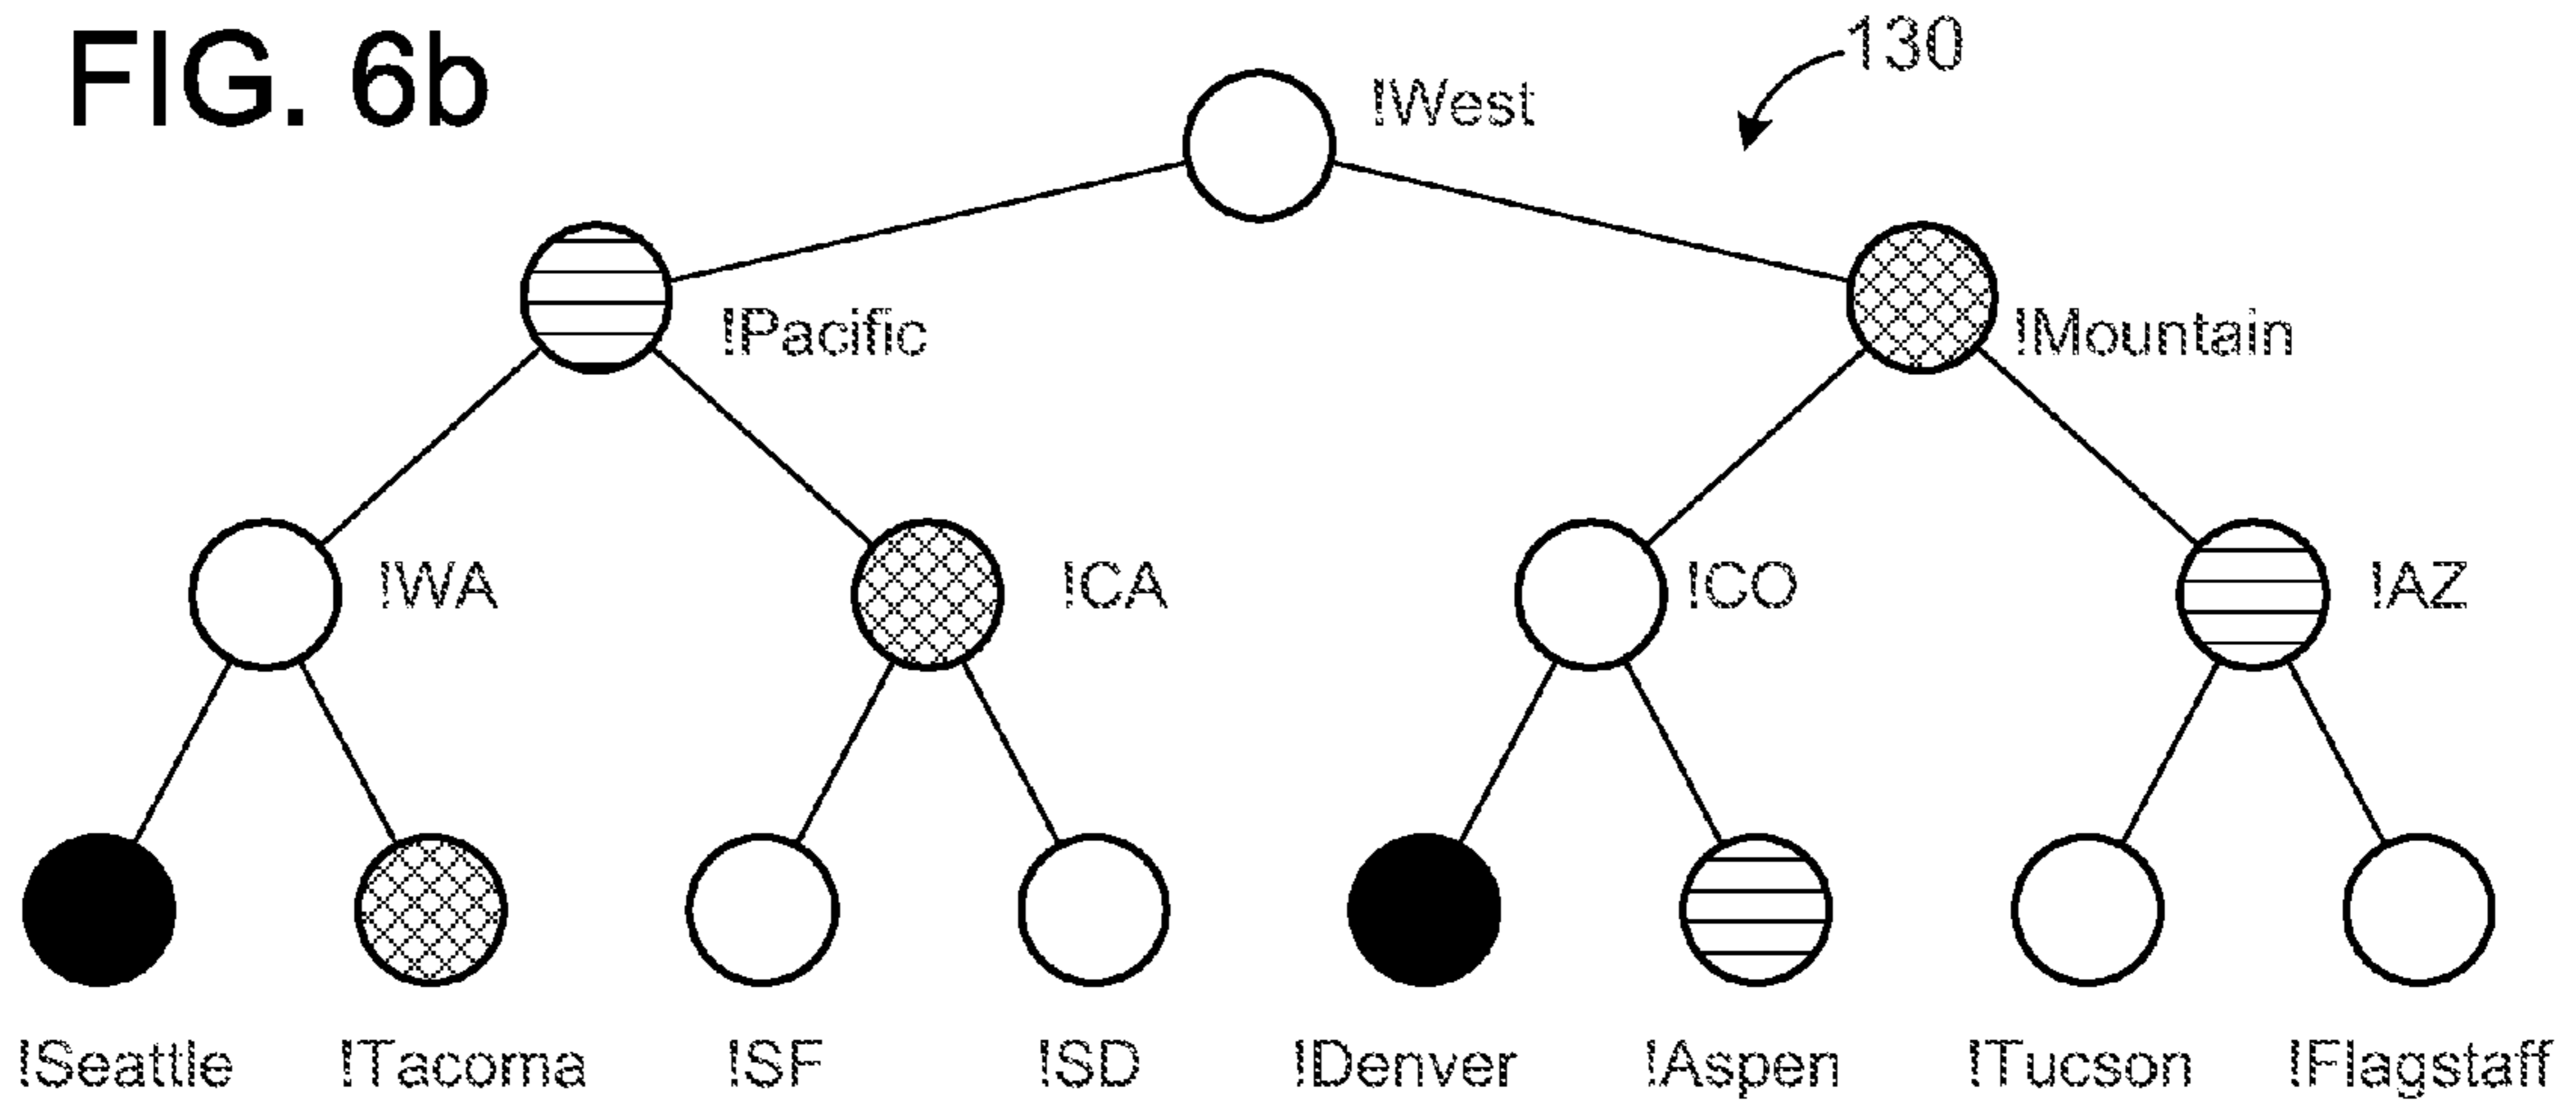 FIG. 6b
130
!West
!Pacific
!Mountain
!WA
!CA
!CO
!AZ
!Seattle
!Tacoma
!SF
!SD
!Denver
!Aspen
!Tucson
!Flagstaff